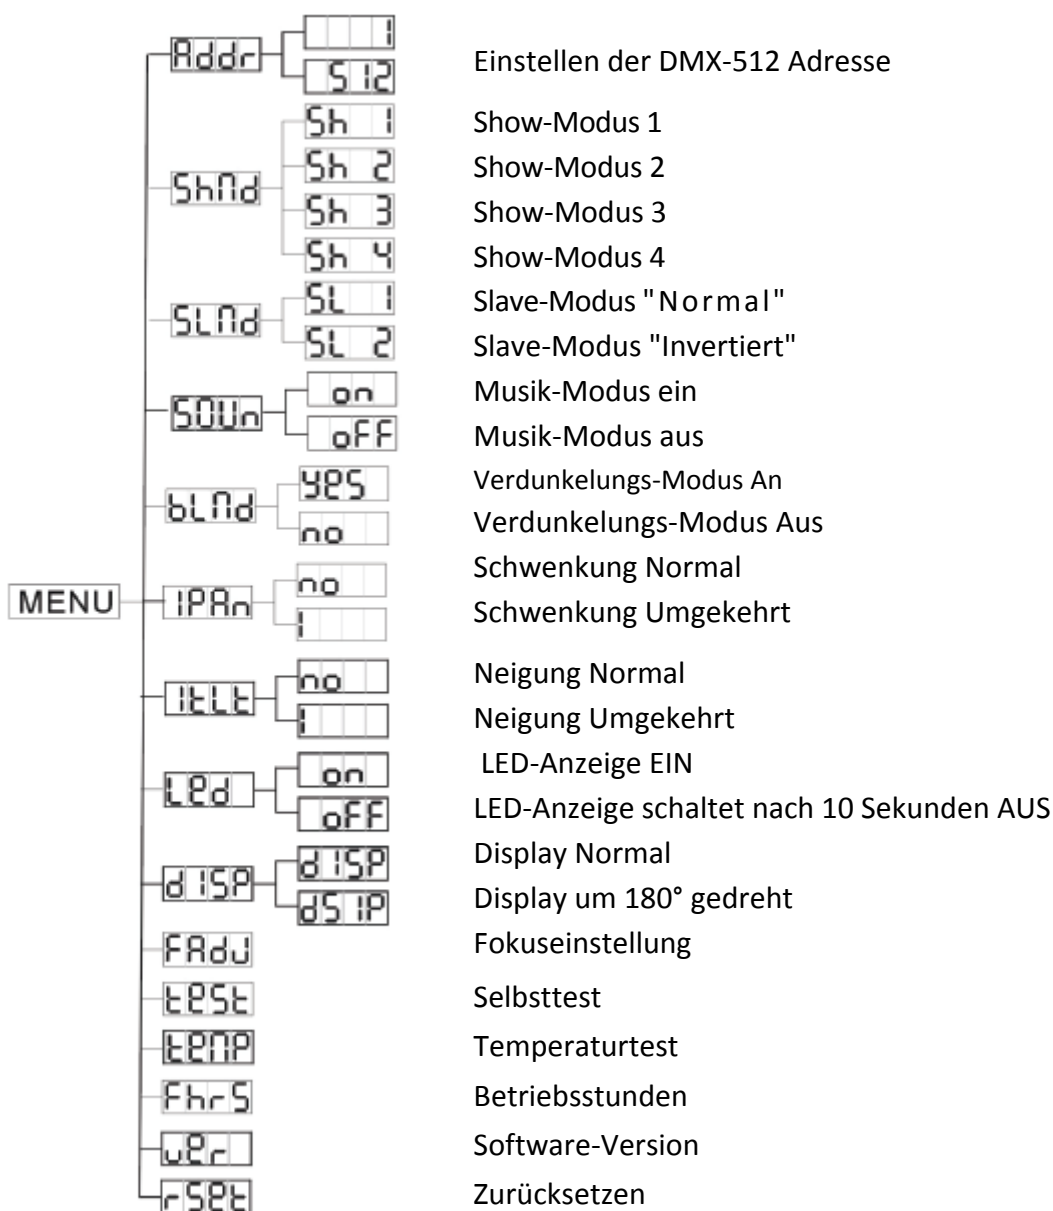 Addr
1
512
Einstellen der DMX-512 Adresse
ShMd
Sh 1 Show-Modus 1
Sh 2 Show-Modus 2
Sh 3 Show-Modus 3
Sh 4 Show-Modus 4
SLMd
SL 1 Slave-Modus "Normal"
SL 2 Slave-Modus "Invertiert"
SOUn
on Musik-Modus ein
oFF Musik-Modus aus
bLMd
yes Verdunkelungs-Modus An
no Verdunkelungs-Modus Aus
MENU
IPAn
no Schwenkung Normal
I Schwenkung Umgekehrt
ItLt
no Neigung Normal
I Neigung Umgekehrt
Led
on LED-Anzeige EIN
oFF LED-Anzeige schaltet nach 10 Sekunden AUS
dISP
dISP Display Normal
dSIP Display um 180° gedreht
FAdJ Fokuseinstellung
teSt Selbsttest
teMP Temperaturtest
FhrS Betriebsstunden
ver Software-Version
rSet Zurücksetzen